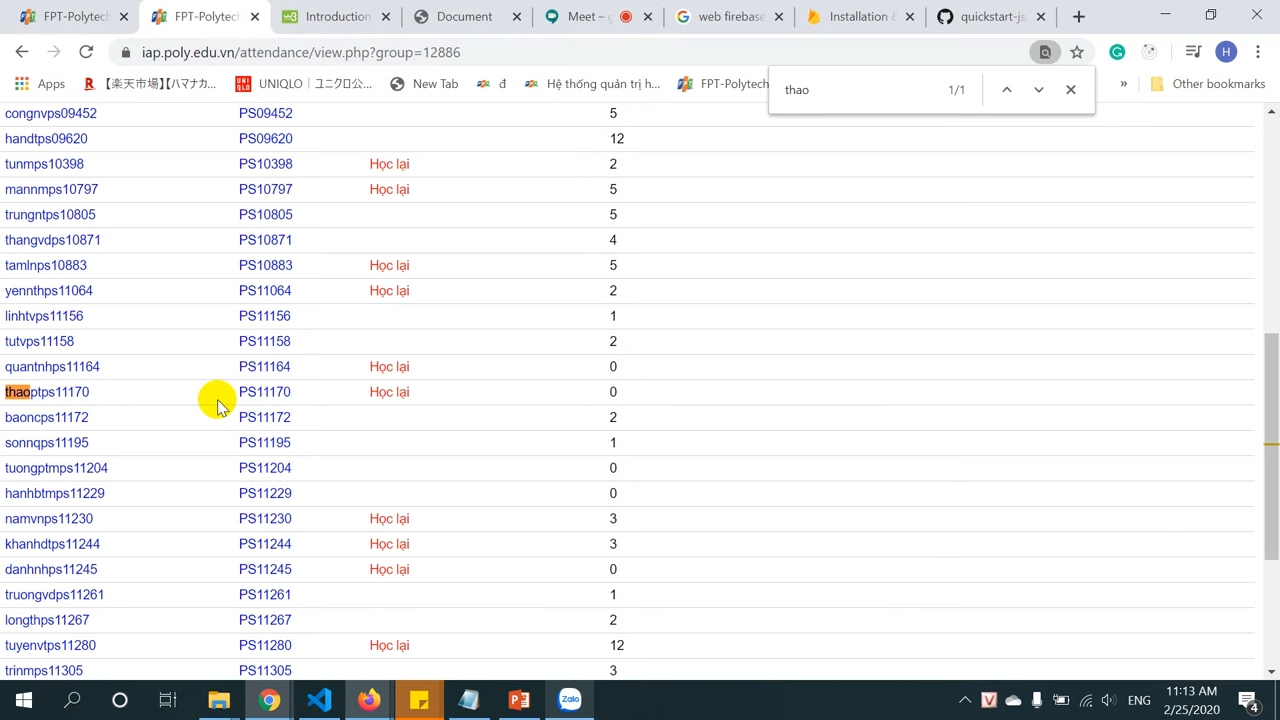 FPT-Polytech
FPT-Polytech
Introduction
Document
Meet –
web firebase
Installation &
quickstart-js
iap.poly.edu.vn/attendance/view.php?group=12886
H
Apps
【楽天市場】【ハマナカ...
UNIQLO｜ユニクロ公...
New Tab
đ
Hệ thống quản trị h...
FPT-Polytech
»
Other bookmarks
thao 1/1
congnvps09452 PS09452 5
handtps09620 PS09620 12
tunmps10398 PS10398 Học lại 2
mannmps10797 PS10797 Học lại 5
trungntps10805 PS10805 5
thangvdps10871 PS10871 4
tamlnps10883 PS10883 Học lại 5
yennthps11064 PS11064 Học lại 2
linhtvps11156 PS11156 1
tutvps11158 PS11158 2
quantnhps11164 PS11164 Học lại 0
thaoptps11170 PS11170 Học lại 0
baoncps11172 PS11172 2
sonnqps11195 PS11195 1
tuongptmps11204 PS11204 0
hanhbtmps11229 PS11229 0
namvnps11230 PS11230 Học lại 3
khanhdtps11244 PS11244 Học lại 3
danhnhps11245 PS11245 Học lại 0
truongvdps11261 PS11261 1
longthps11267 PS11267 2
tuyenvtps11280 PS11280 Học lại 12
trinmps11305 PS11305 3
Zalo
ENG
11:13 AM
2/25/2020
4